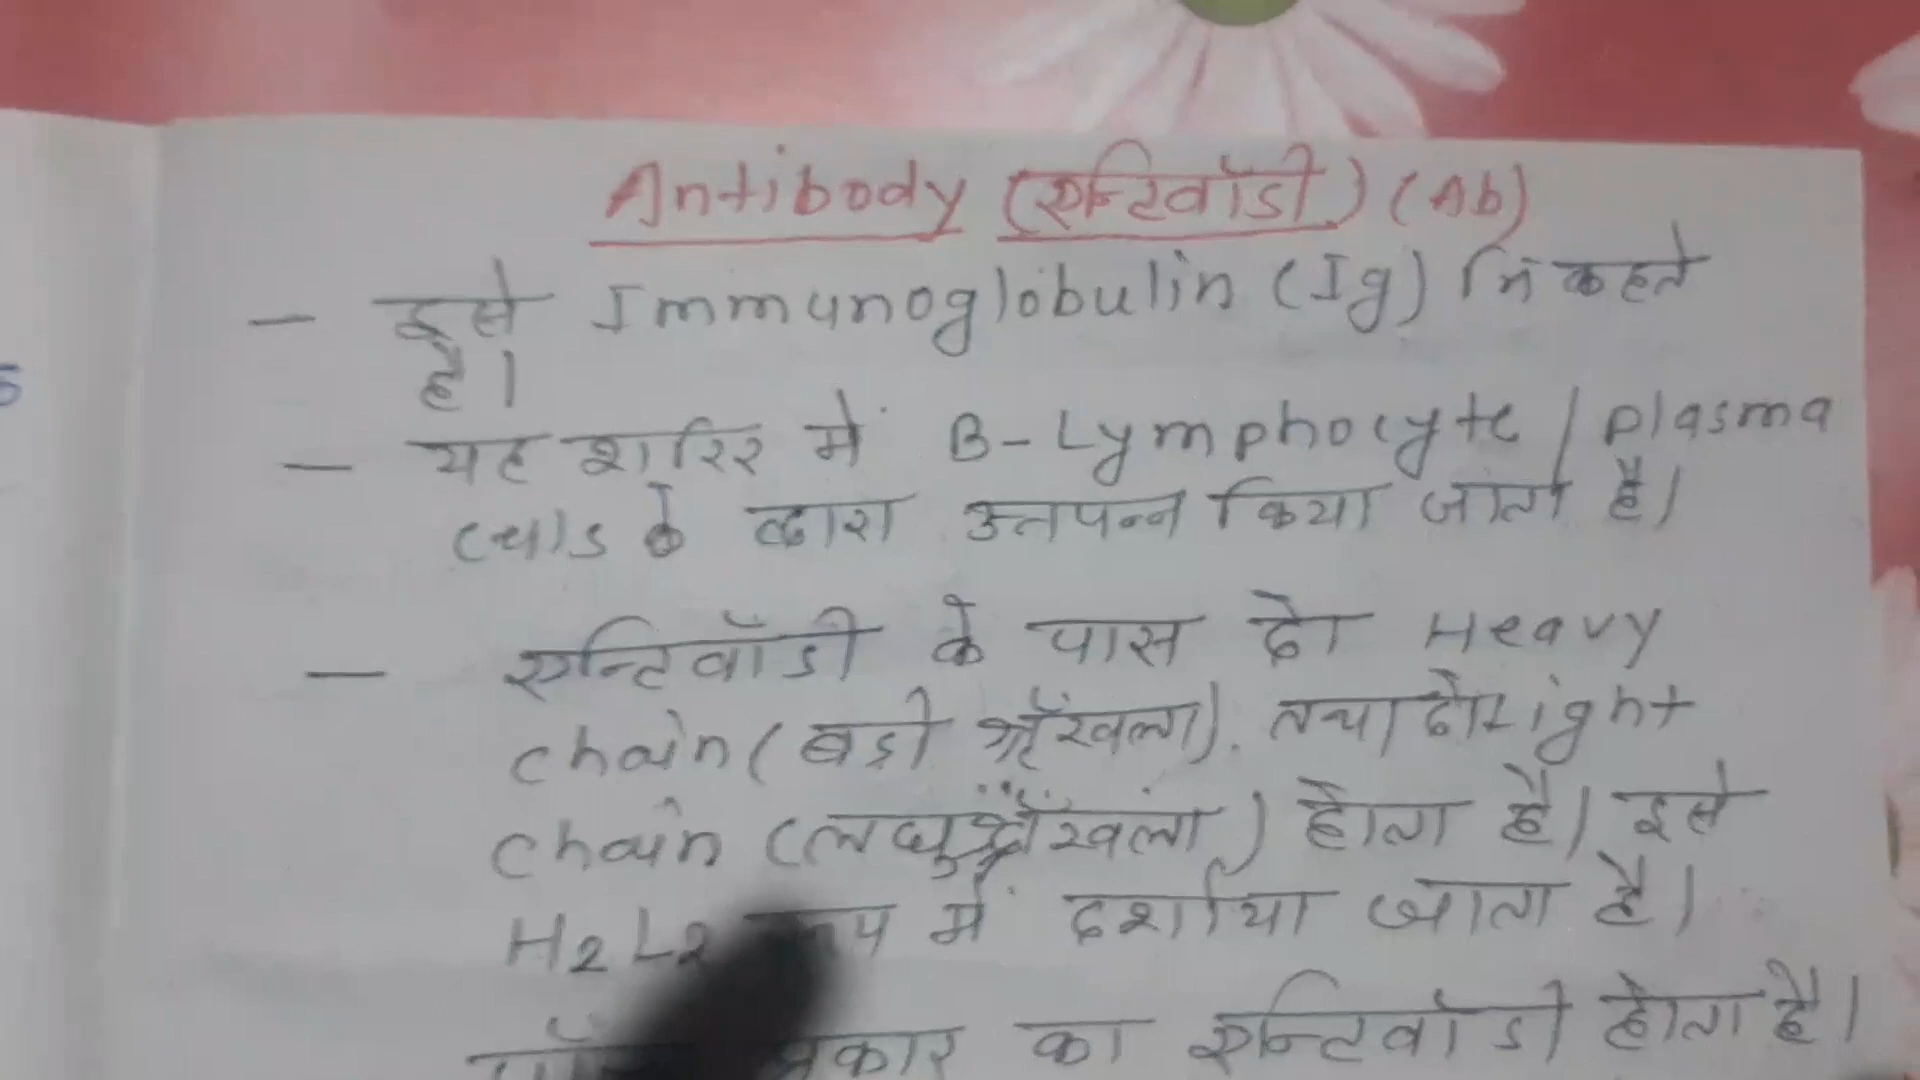 Antibody (एन्टिबॉडी) (Ab)
- इसे Immunoglobulin (Ig) कहते
है।
- यह शरिर में B-Lymphocyte / Plasma
cells के द्वारा उत्तपन्न किया जाता है।
- एन्टिबॉडी के पास दो Heavy
chain (बड़ी श्रृंखला). तथा दो Light
chain (लघु श्रृंखला) होता है। इसे
H2L2 रूप में दर्शाया जाता है।
प्रकार का एन्टिबॉडी होता है।